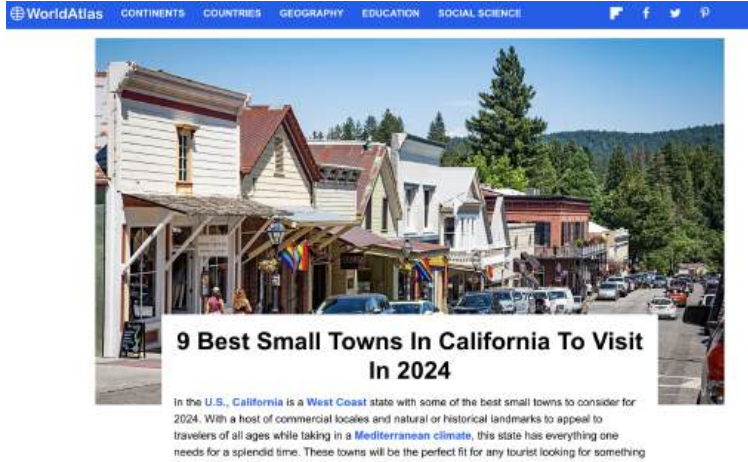 WorldAtlas CONTINENTS COUNTRIES GEOGRAPHY EDUCATION SOCIAL SCIENCE
9 Best Small Towns In California To Visit
In 2024
In the U.S., California is a West Coast state with some of the best small towns to consider for
2024. With a host of commercial locales and natural or historical landmarks to appeal to
travelers of all ages while taking in a Mediterranean climate, this state has everything one
needs for a splendid time. These towns will be the perfect fit for any tourist looking for something